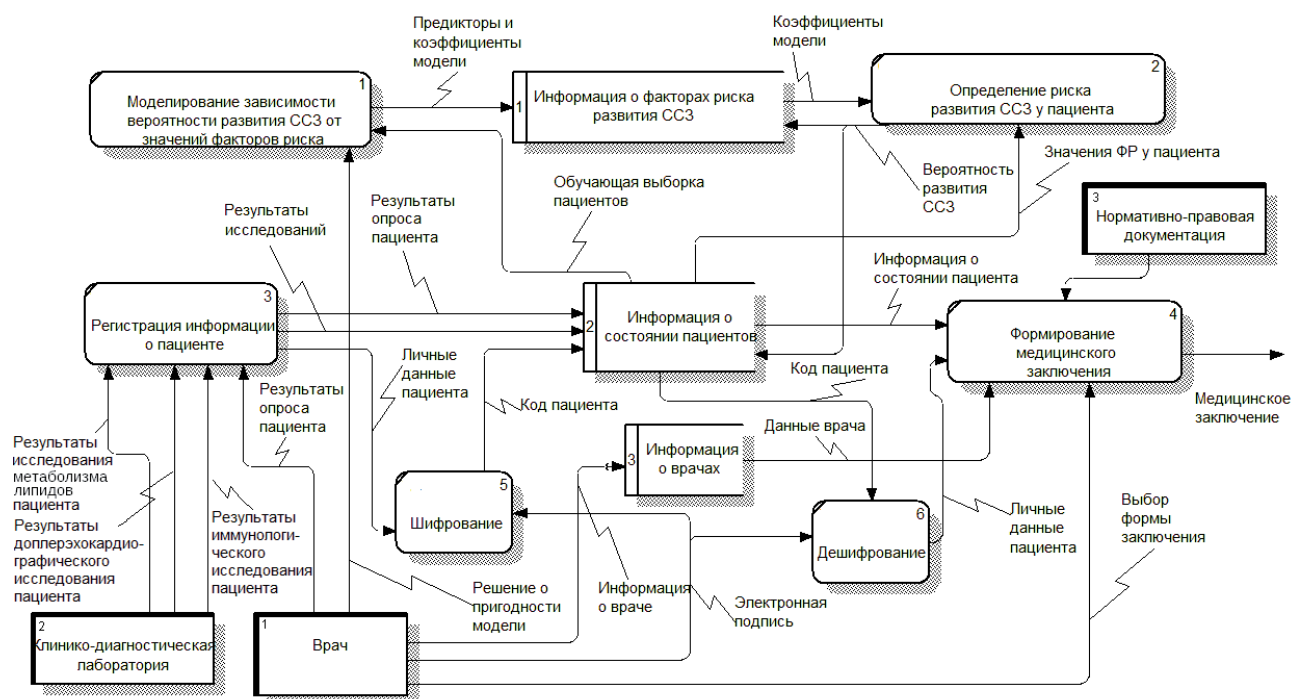 Предикторы и
коэффициенты
модели
Коэффициенты
модели
1
Моделирование зависимости
вероятности развития ССЗ от
значений факторов риска
1
Информация о факторах риска
развития ССЗ
2
Определение риска
развития ССЗ у пациента
Обучающая выборка
пациентов
Вероятность
развития
ССЗ
Значения ФР у пациента
Результаты
исследований
Результаты
опроса
пациента
3
Нормативно-правовая
документация
Информация о
состоянии пациента
3
Регистрация информации
о пациенте
2
Информация о
состоянии пациентов
4
Формирование
медицинского
заключения
Медицинское
заключение
Личные
данные
пациента
Код пациента
Код пациента
Результаты
опроса
пациента
Данные врача
3
Информация
о врачах
Результаты
исследования
метаболизма
липидов
пациента
Результаты
допперэхокардио-
графического
исследования
пациента
Результаты
иммунологи-
ческого
исследования
пациента
5
Шифрование
6
Дешифрование
Личные
данные
пациента
Выбор
формы
заключения
Решение о
пригодности
модели
Информация
о враче
Электронная
подпись
2
Клинико-диагностическая
лаборатория
1
Врач